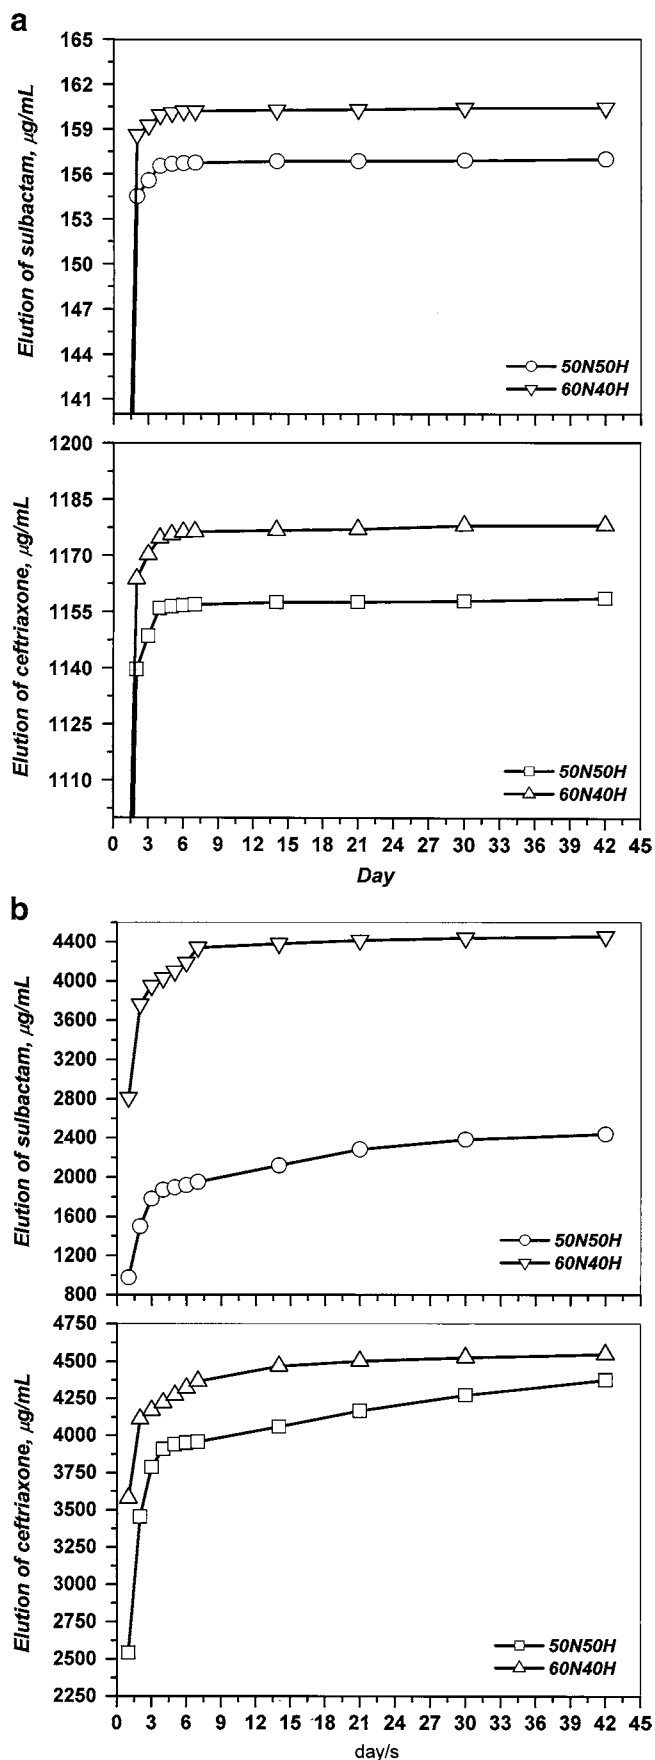 a
Elution of sulbactam, μg/mL
165
162
159
156
153
150
147
144
141
50N50H
60N40H
Elution of ceftriaxone, μg/mL
1200
1185
1170
1155
1140
1125
1110
50N50H
60N40H
0 3 6 9 12 15 18 21 24 27 30 33 36 39 42 45
Day
b
Elution of sulbactam, μg/mL
4400
4000
3600
3200
2800
2400
2000
1600
1200
800
50N50H
60N40H
Elution of ceftriaxone, μg/mL
4750
4500
4250
4000
3750
3500
3250
3000
2750
2500
2250
50N50H
60N40H
0 3 6 9 12 15 18 21 24 27 30 33 36 39 42 45
day/s